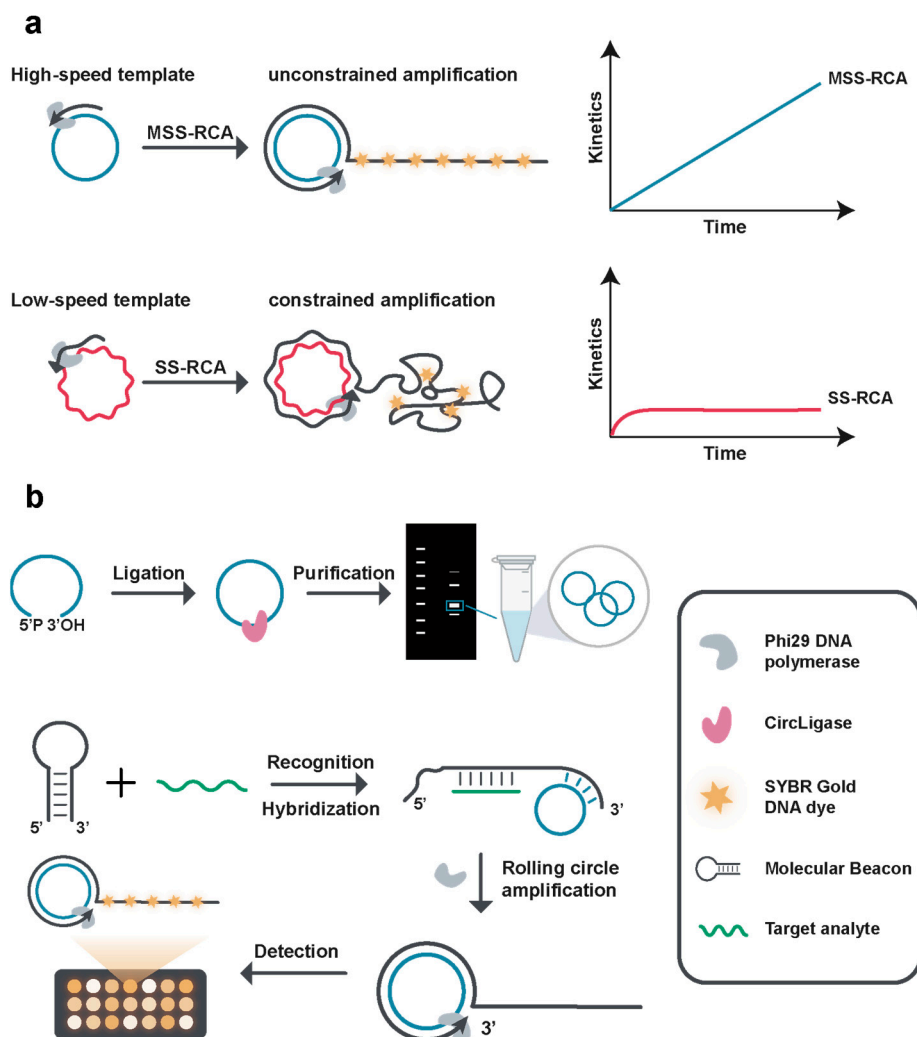 a
High-speed template
MSS-RCA
unconstrained amplification
Kinetics
Time
MSS-RCA
Low-speed template
SS-RCA
constrained amplification
Kinetics
Time
SS-RCA
b
5'P 3'OH
Ligation
Purification
5'
3'
Recognition
Hybridization
5'
3'
Rolling circle
amplification
3'
Detection
Phi29 DNA
polymerase
CircLigase
SYBR Gold
DNA dye
Molecular Beacon
Target analyte